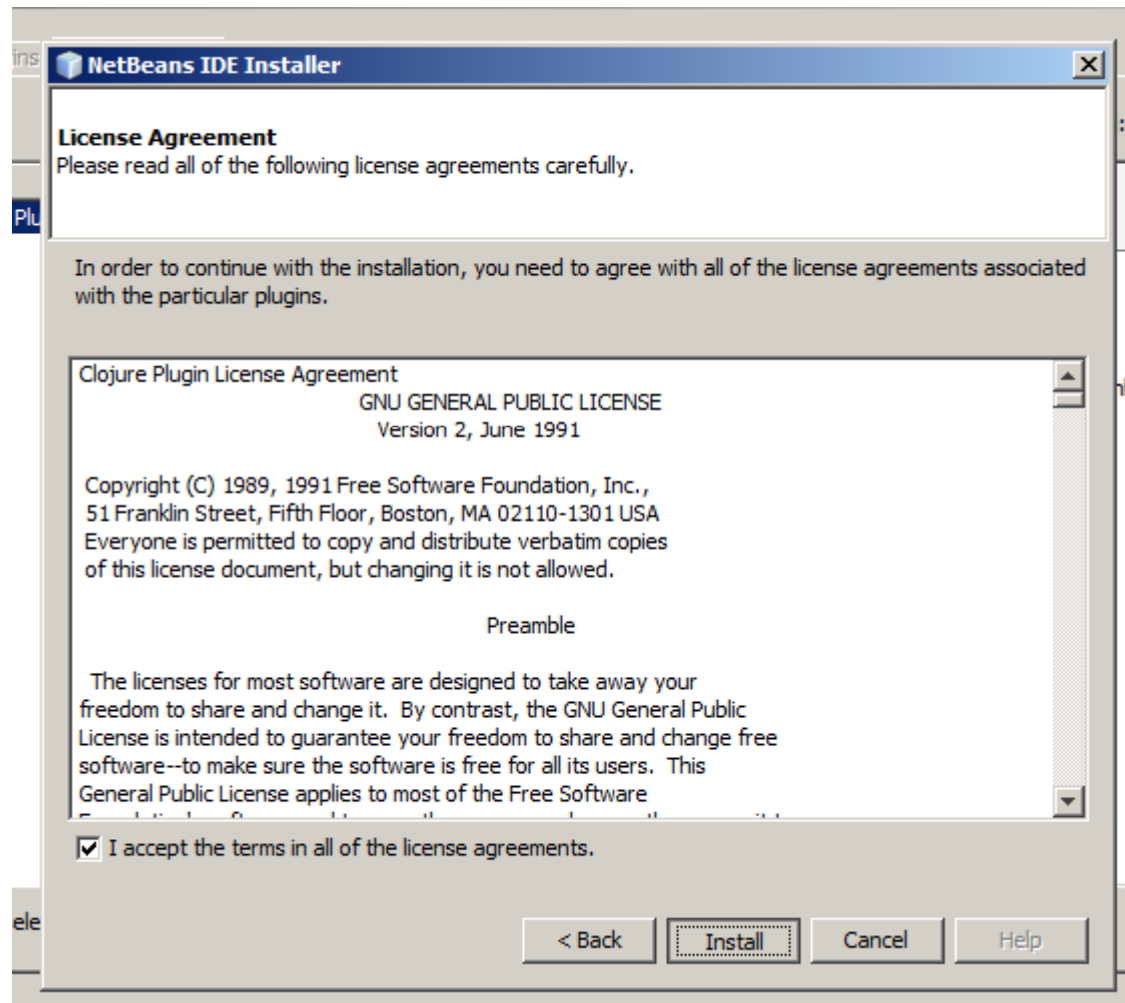 ins
NetBeans IDE Installer
License Agreement
Please read all of the following license agreements carefully.
Plu
In order to continue with the installation, you need to agree with all of the license agreements associated
with the particular plugins.
Clojure Plugin License Agreement
GNU GENERAL PUBLIC LICENSE
Version 2, June 1991
Copyright (C) 1989, 1991 Free Software Foundation, Inc.,
51 Franklin Street, Fifth Floor, Boston, MA 02110-1301 USA
Everyone is permitted to copy and distribute verbatim copies
of this license document, but changing it is not allowed.
Preamble
The licenses for most software are designed to take away your
freedom to share and change it.  By contrast, the GNU General Public
License is intended to guarantee your freedom to share and change free
software--to make sure the software is free for all its users.  This
General Public License applies to most of the Free Software
I accept the terms in all of the license agreements.
ele
< Back
Install
Cancel
Help